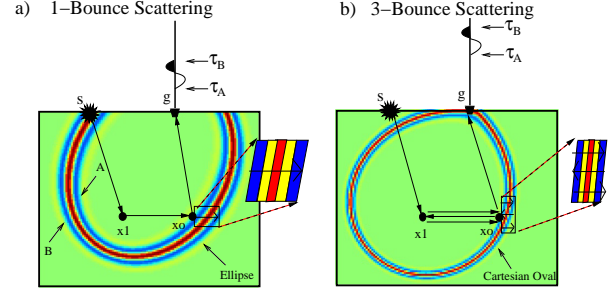 a) 1−Bounce Scattering
τB
τA
s
g
A
B
x1
xo
Ellipse
b) 3−Bounce Scattering
τB
τA
s
g
x1
xo
Cartesian Oval